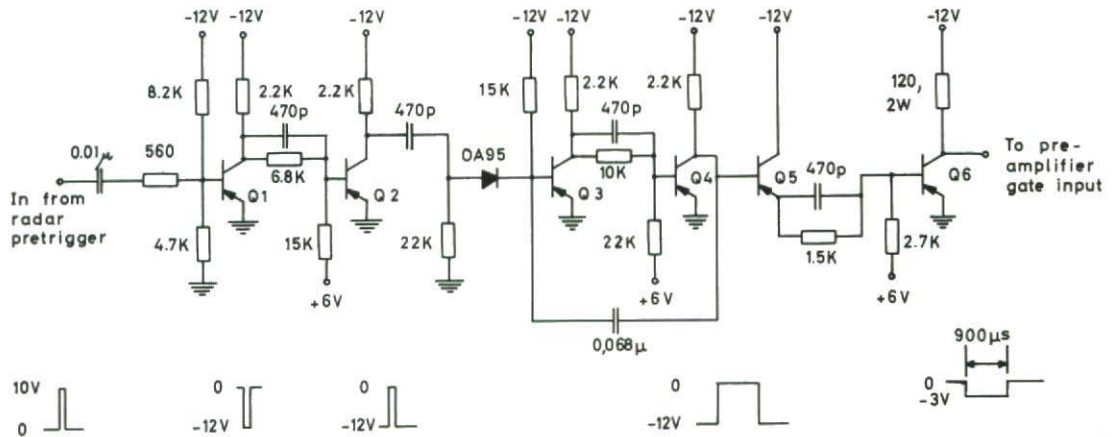 -12V -12V -12V -12V -12V -12V -12V -12V
8.2K 2.2K 2.2K 15K 2.2K 2.2K 120,
2W
470p 470p 470p
0.01μ 560 6.8K OA95 10K 470p To pre-
amplifier
gate input
Q1 Q2 Q3 Q4 Q5 Q6
In from
radar
pretrigger
4.7K 15K 22K 22K 1.5K 2.7K
+6V +6V +6V
0,068μ
900μs
10V 0 0 0 0
0 -12V -12V -12V -3V